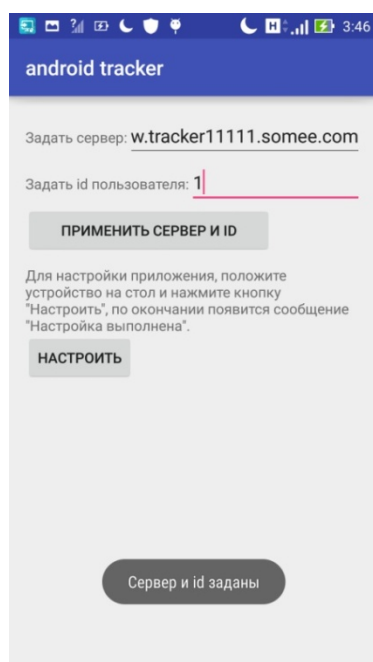 3:46
android tracker
Задать сервер: w.tracker11111.somee.com
Задать id пользователя: 1
ПРИМЕНИТЬ СЕРВЕР И ID
Для настройки приложения, положите
устройство на стол и нажмите кнопку
"Настроить", по окончании появится сообщение
"Настройка выполнена".
НАСТРОИТЬ
Сервер и id заданы